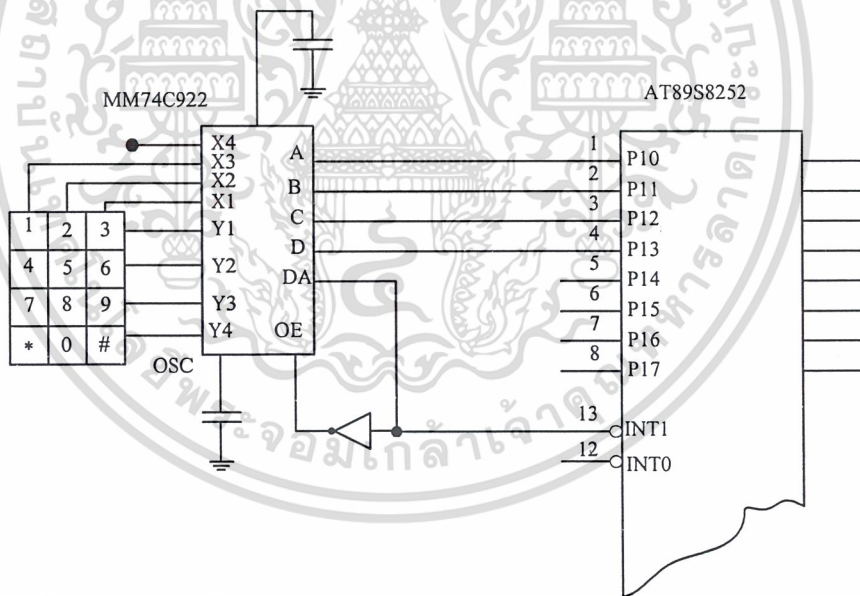 MM74C922
AT89S8252
X4
X3
X2
X1
Y1
Y2
Y3
Y4
A
B
C
D
DA
OE
OSC
1 2 3
4 5 6
7 8 9
* 0 #
1 P10
2 P11
3 P12
4 P13
5 P14
6 P15
7 P16
8 P17
13 INT1
12 INT0